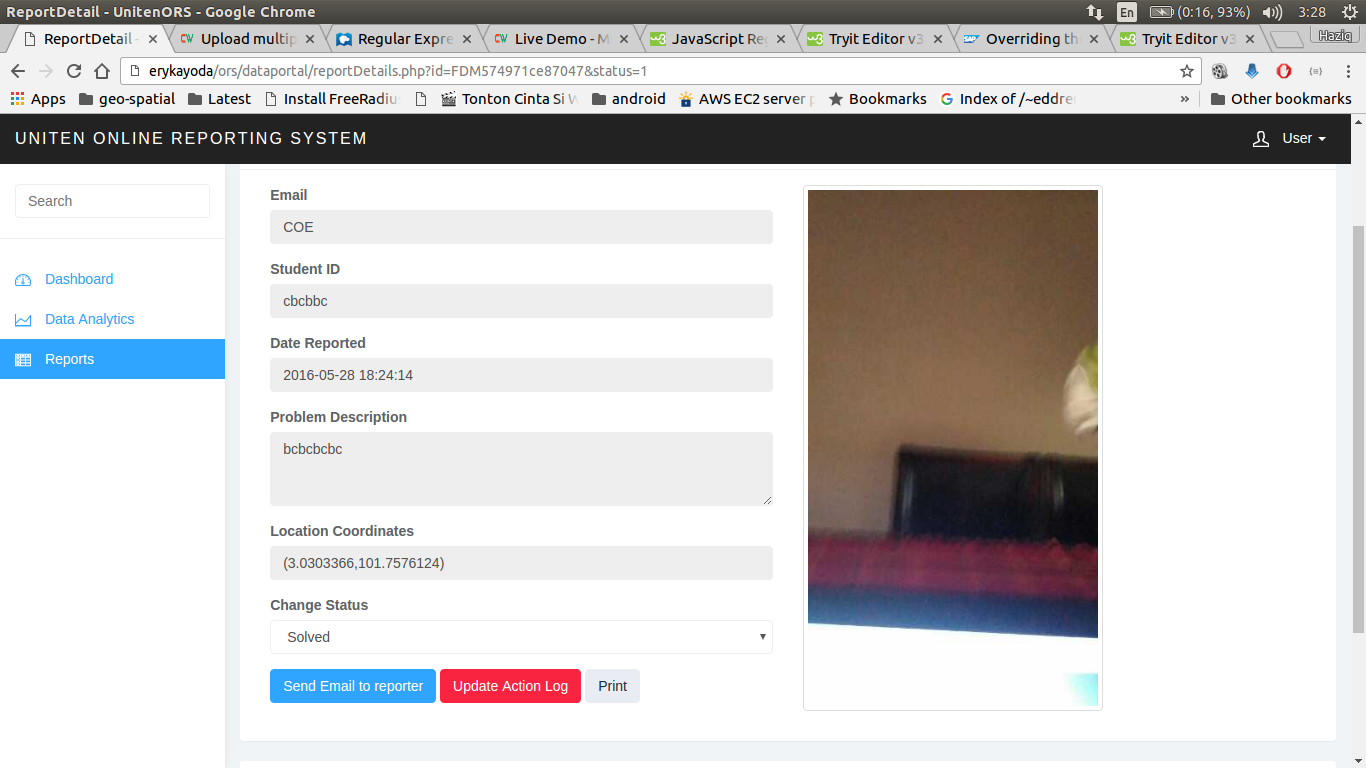 ReportDetail - UnitenORS - Google Chrome
En
(0:16, 93%)
3:28
ReportDetail -
Upload multip
Regular Expre
Live Demo - M
JavaScript Re
Tryit Editor v3
Overriding th
Tryit Editor v3
Haziq
erykayoda/ors/dataportal/reportDetails.php?id=FDM574971ce87047&status=1
Apps
geo-spatial
Latest
Install FreeRadiu
Tonton Cinta Si W
android
AWS EC2 server p
Bookmarks
Index of /~eddre
»
Other bookmarks
UNITEN ONLINE REPORTING SYSTEM
User
Search
Dashboard
Data Analytics
Reports
Email
COE
Student ID
cbcbbc
Date Reported
2016-05-28 18:24:14
Problem Description
bcbcbcbc
Location Coordinates
(3.0303366,101.7576124)
Change Status
Solved
Send Email to reporter
Update Action Log
Print